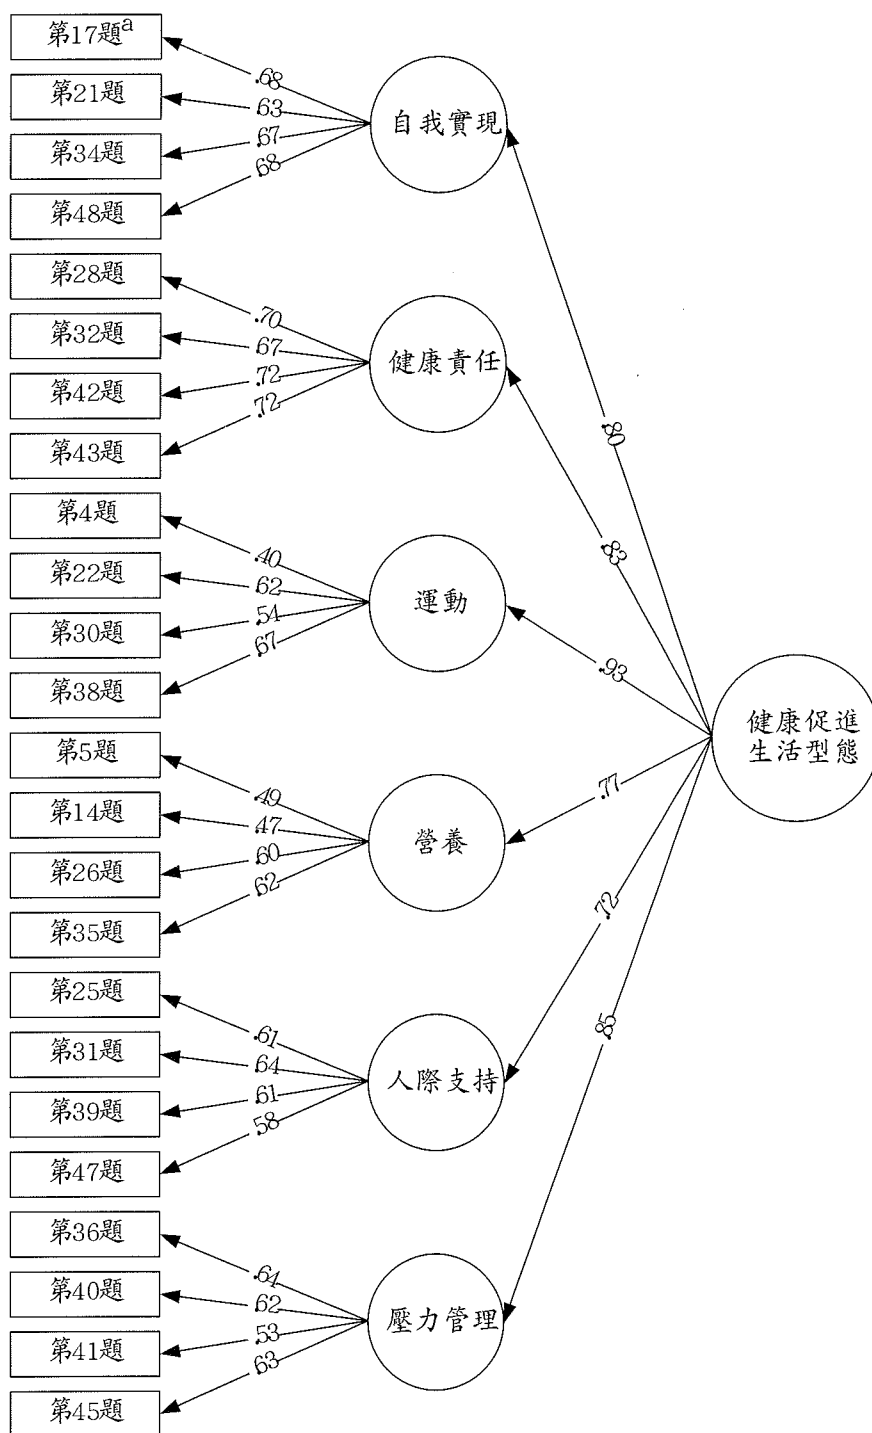 第17題a
.68
自我實現
第21題
.63
第34題
.67
第48題
.68
.80
第28題
.70
健康責任
第32題
.67
第42題
.72
第43題
.72
.83
第4題
.40
運動
第22題
.62
第30題
.54
第38題
.67
.93
健康促進
生活型態
第5題
.49
營養
第14題
.47
第26題
.60
第35題
.62
.77
第25題
.61
人際支持
第31題
.64
第39題
.61
第47題
.58
.72
第36題
.64
壓力管理
第40題
.62
第41題
.53
第45題
.63
.85